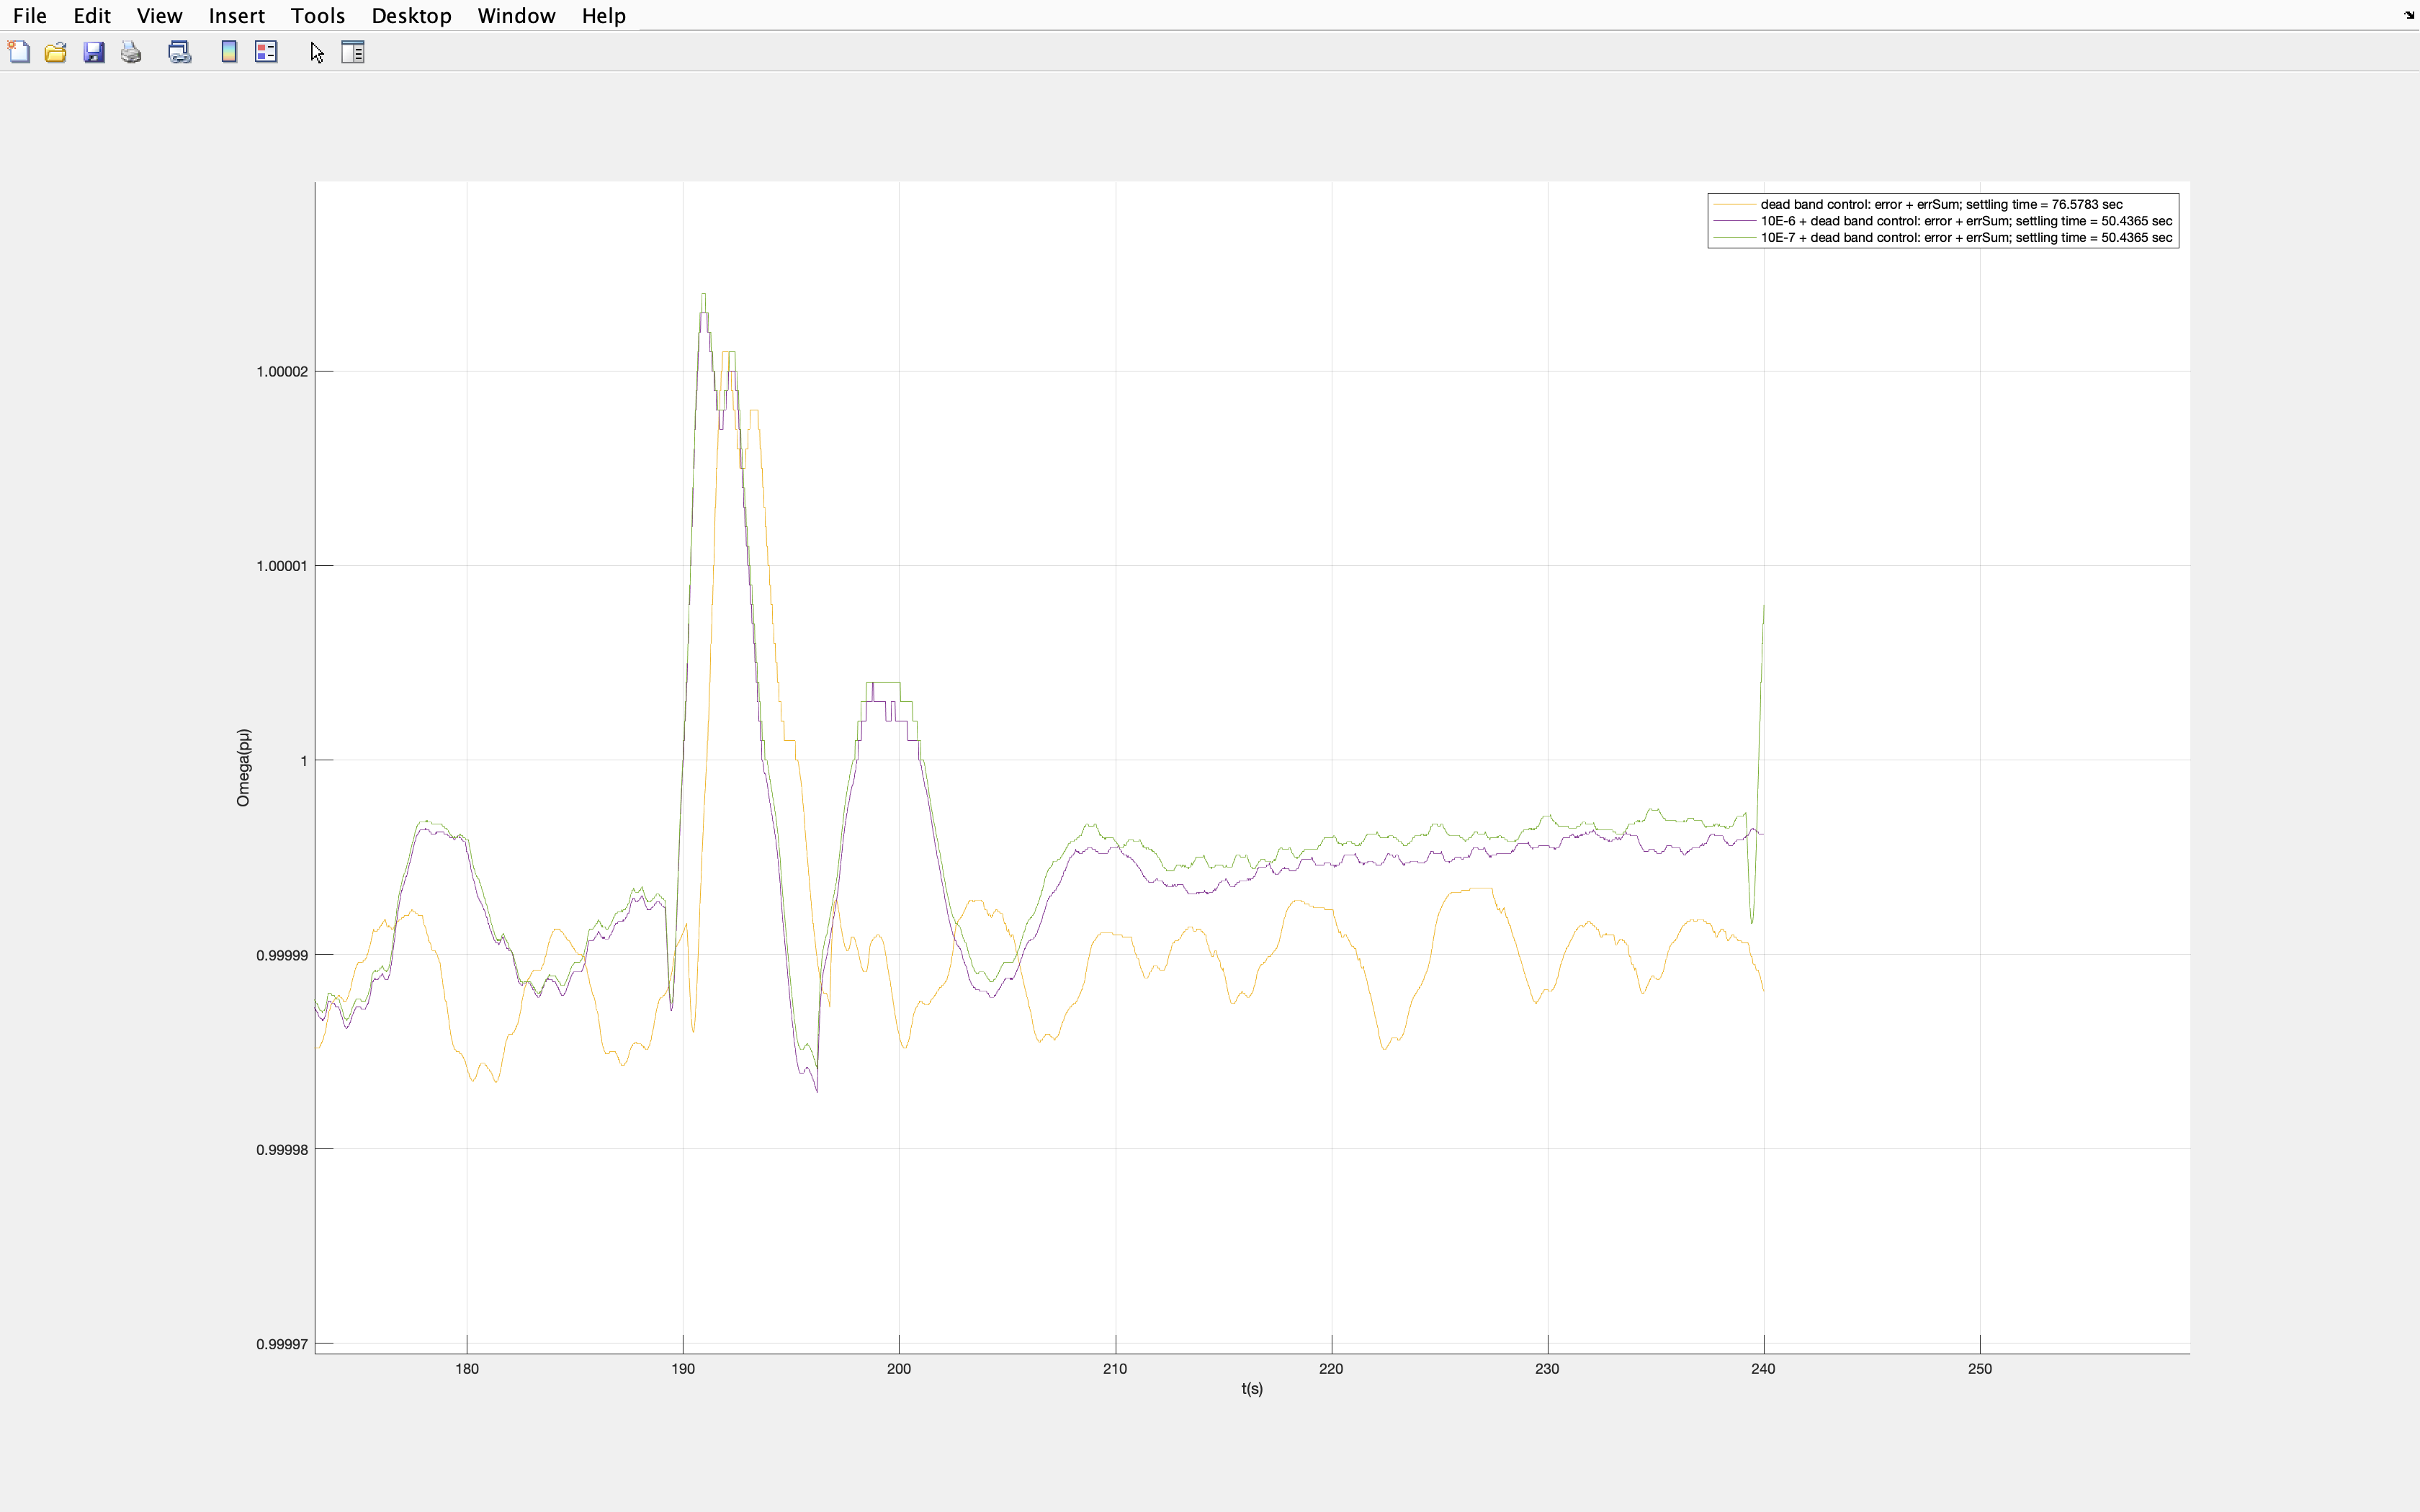 File Edit View Insert Tools Desktop Window Help
dead band control: error + errSum; settling time = 76.5783 sec
10E-6 + dead band control: error + errSum; settling time = 50.4365 sec
10E-7 + dead band control: error + errSum; settling time = 50.4365 sec
1.00002
1.00001
1
0.99999
0.99998
0.99997
Omega(pμ)
180 190 200 210 220 230 240 250
t(s)